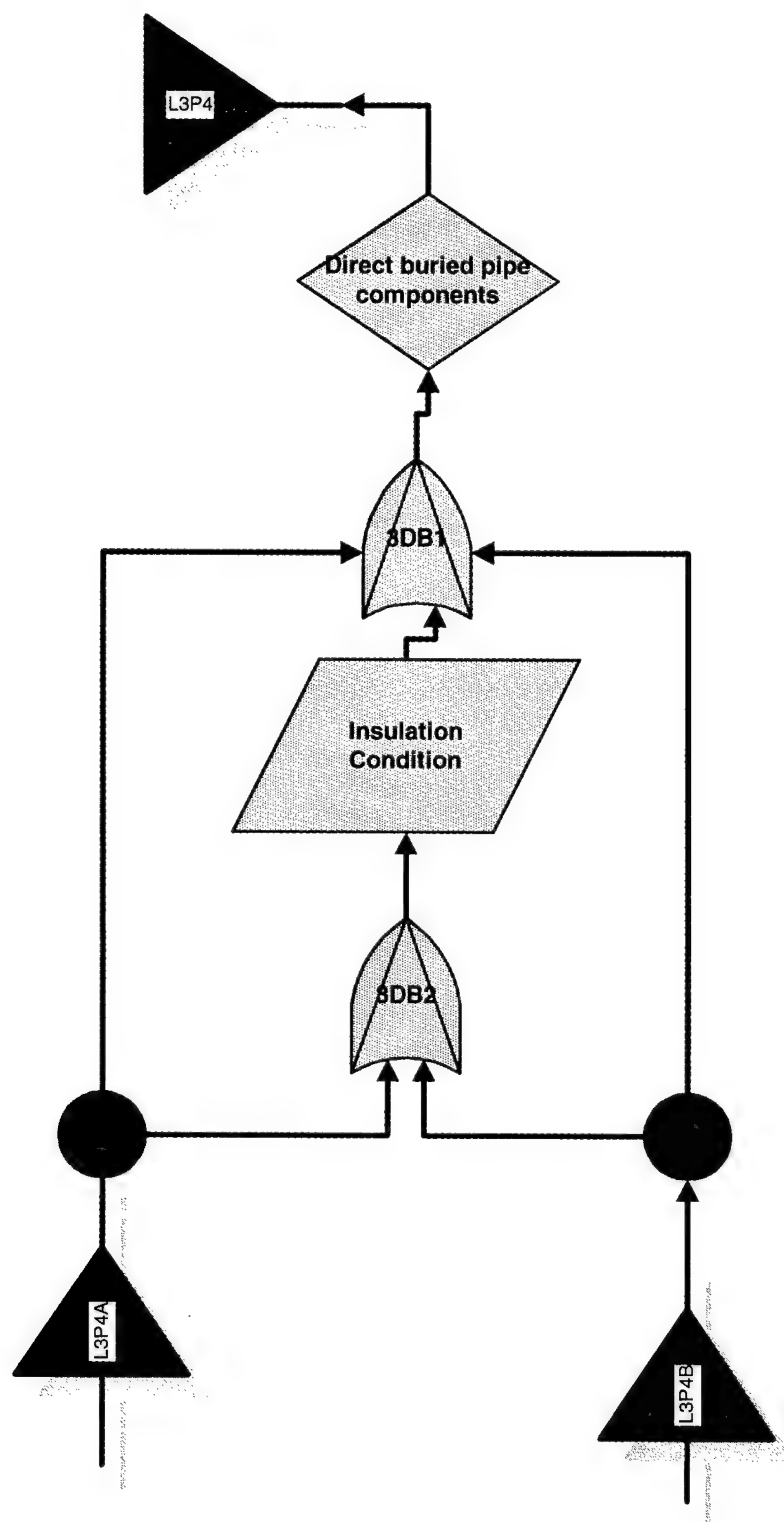 L3P4
Direct buried pipe
components
3DB1
Insulation
Condition
3DB2
L3P4A
L3P4B